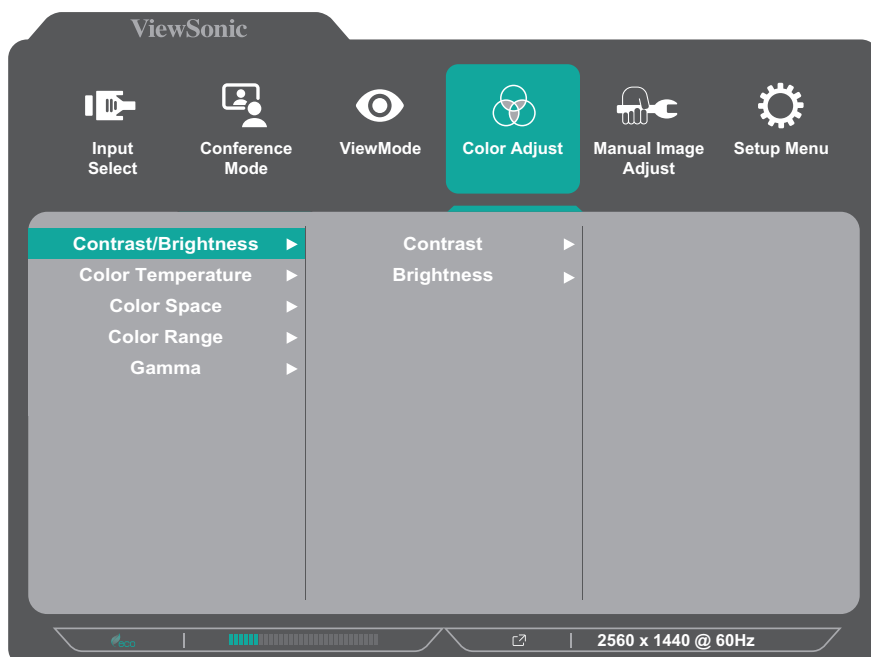 ViewSonic
Input
Select
Conference
Mode
ViewMode
Color Adjust
Manual Image
Adjust
Setup Menu
Contrast/Brightness
Color Temperature
Color Space
Color Range
Gamma
Contrast
Brightness
eco
2560 x 1440 @ 60Hz